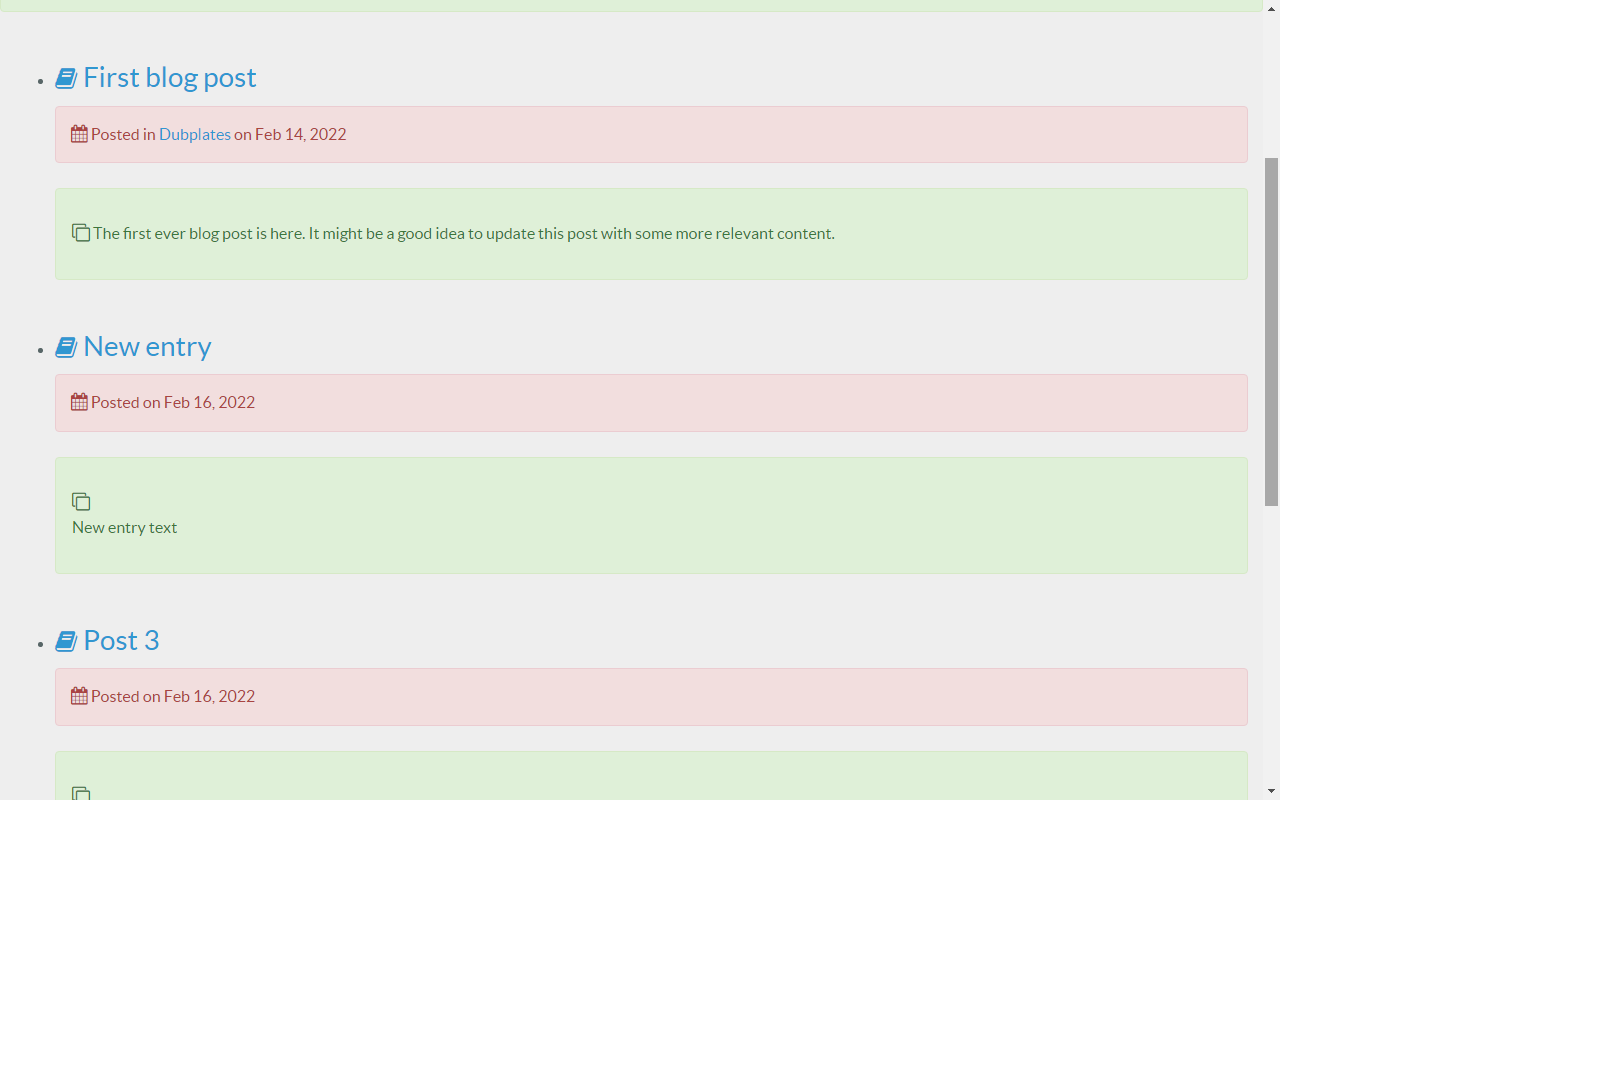 First blog post
Posted in Dubplates on Feb 14, 2022
The first ever blog post is here. It might be a good idea to update this post with some more relevant content.
New entry
Posted on Feb 16, 2022
New entry text
Post 3
Posted on Feb 16, 2022